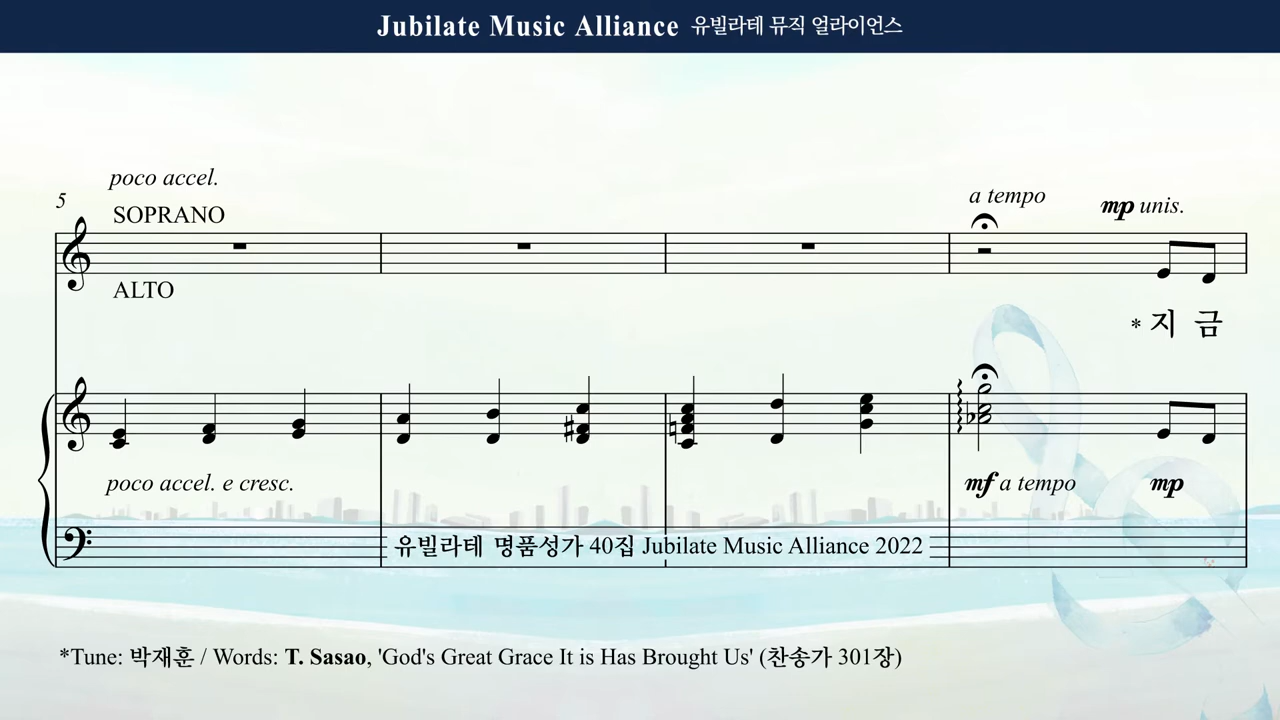 Jubilate Music Alliance 유빌라테 뮤직 얼라이언스
poco accel.
5
SOPRANO
a tempo
mp unis.
ALTO
* 지 금
poco accel. e cresc.
mf a tempo
mp
유빌라테 명품성가 40집 Jubilate Music Alliance 2022
*Tune: 박재훈 / Words: T. Sasao, 'God's Great Grace It is Has Brought Us' (찬송가 301장)